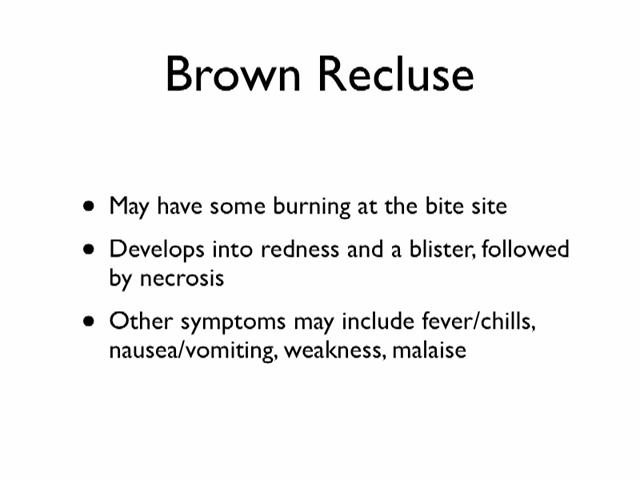 Brown Recluse
• May have some burning at the bite site
• Develops into redness and a blister, followed
by necrosis
• Other symptoms may include fever/chills,
nausea/vomiting, weakness, malaise